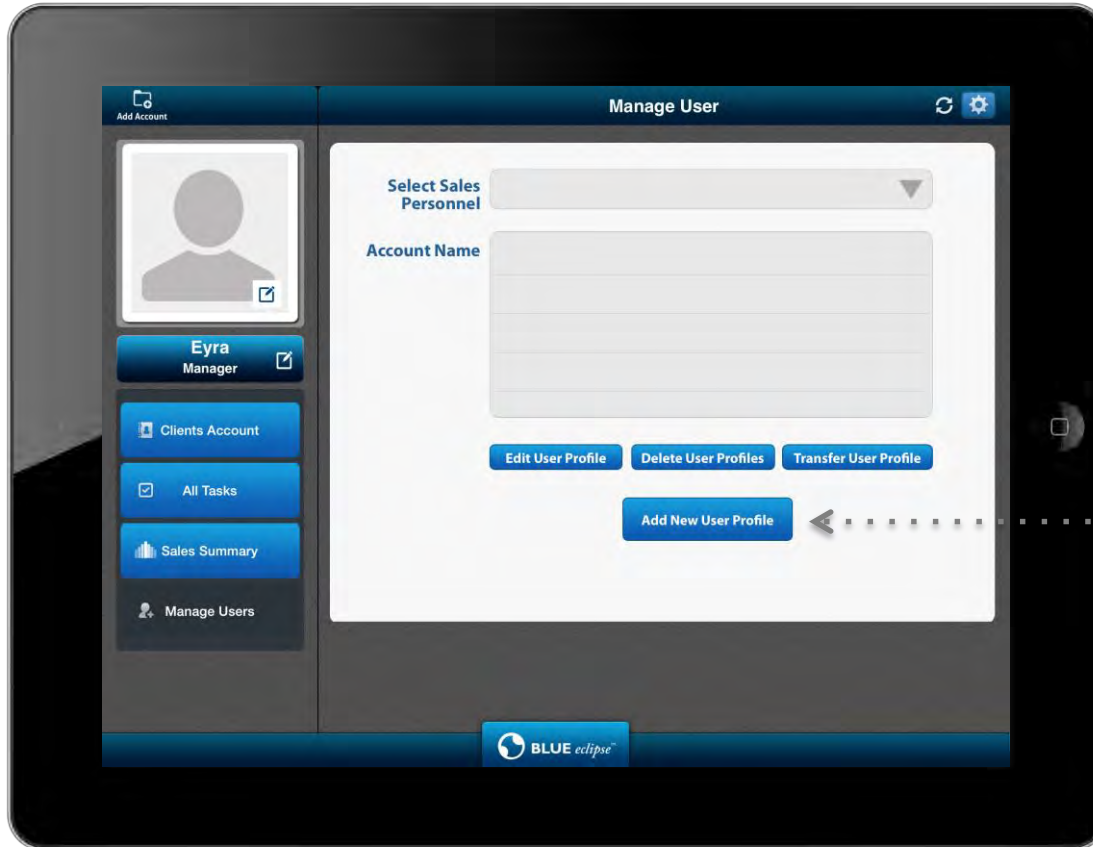 Add Account
Manage User
Select Sales
Personnel
Account Name
Eyra
Manager
Clients Account
All Tasks
Sales Summary
Manage Users
Edit User Profile
Delete User Profiles
Transfer User Profile
Add New User Profile
BLUE eclipse™